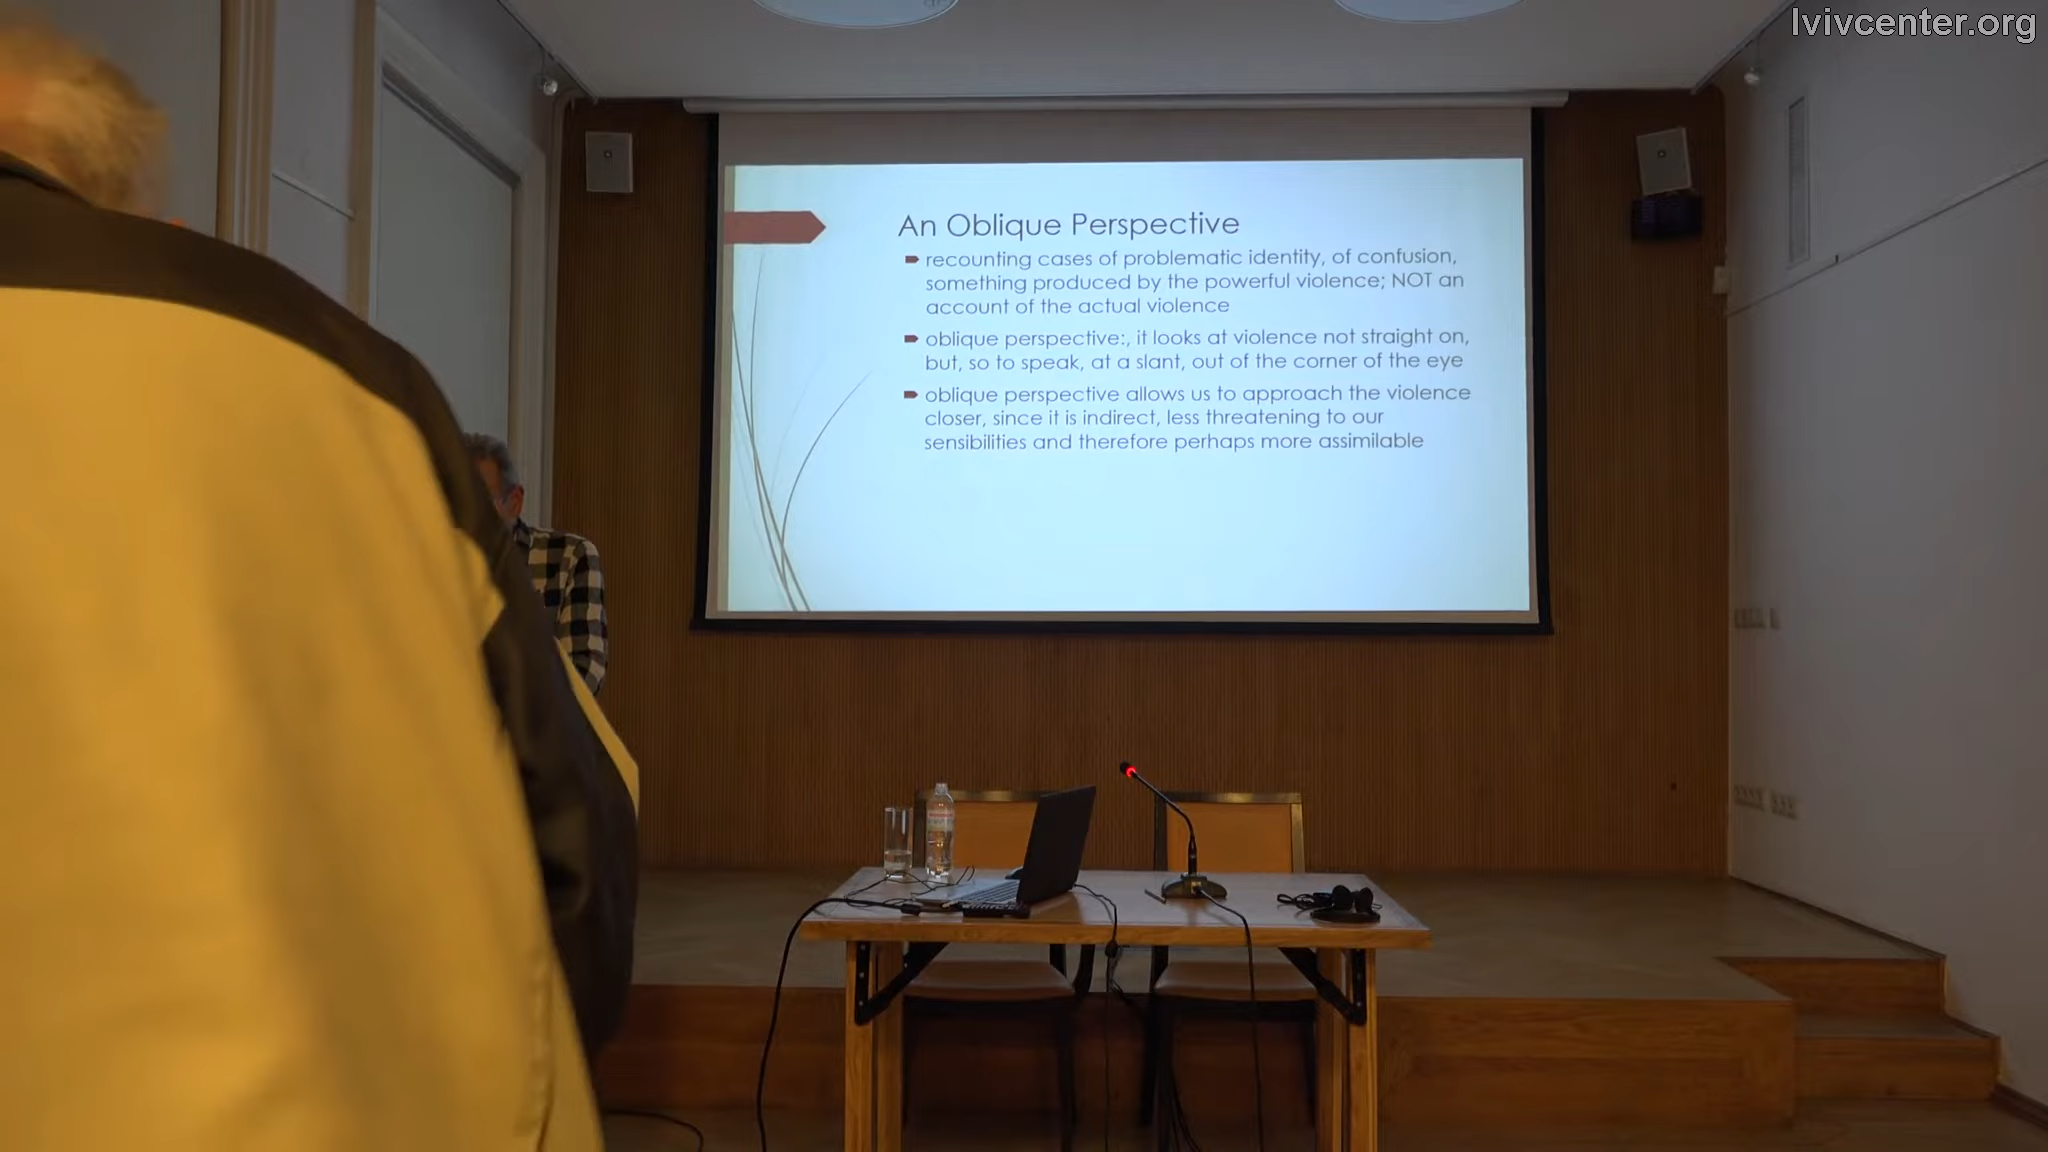 lvivcenter.org
An Oblique Perspective
recounting cases of problematic identity, of confusion,
something produced by the powerful violence; NOT an
account of the actual violence
oblique perspective:, it looks at violence not straight on,
but, so to speak, at a slant, out of the corner of the eye
oblique perspective allows us to approach the violence
closer, since it is indirect, less threatening to our
sensibilities and therefore perhaps more assimilable